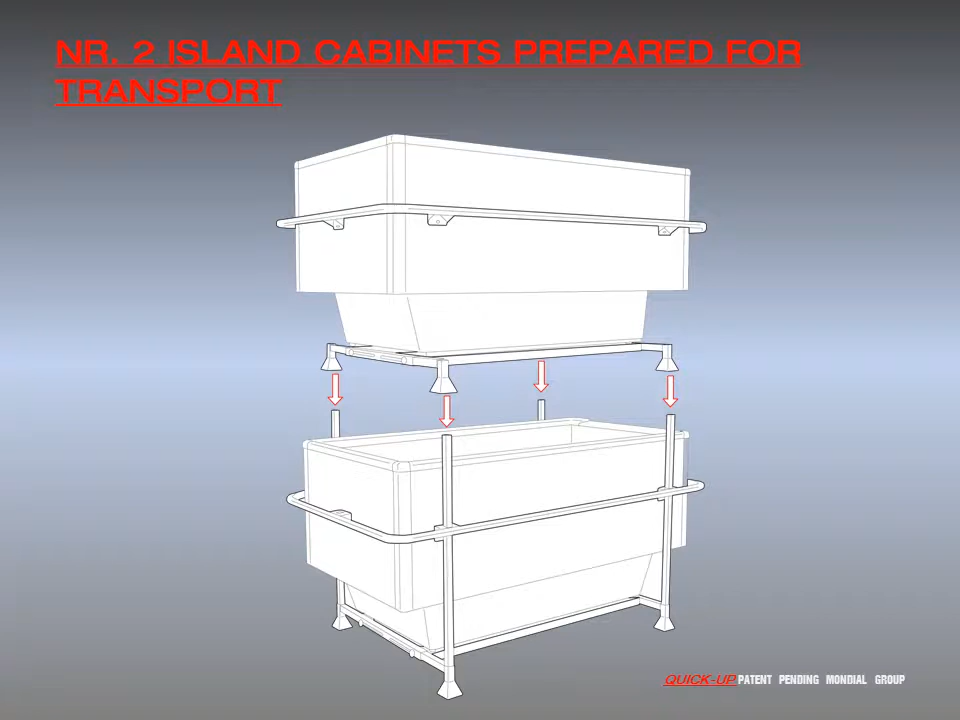 NR. 2 ISLAND CABINETS PREPARED FOR
TRANSPORT
QUICK-UP PATENT PENDING MONDIAL GROUP